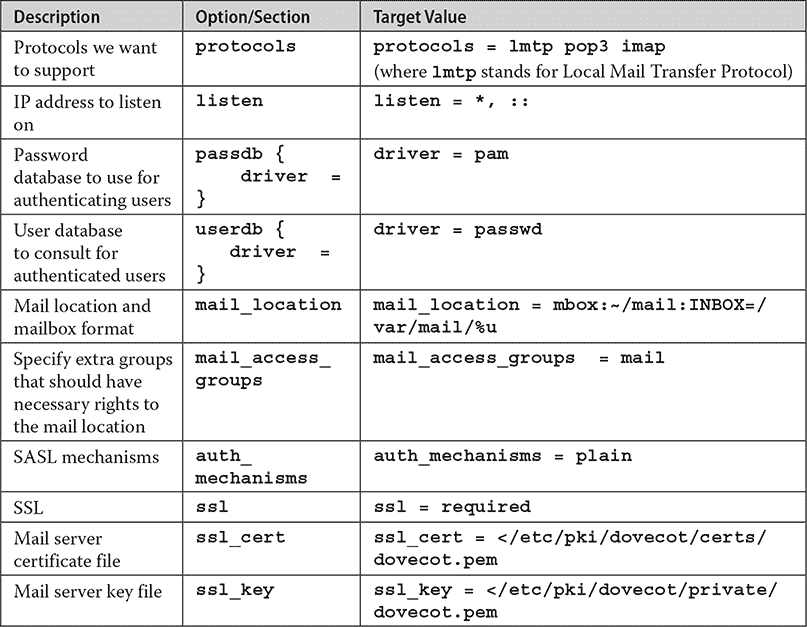 Description Option/Section Target Value
Protocols we want
to support
protocols
protocols = lmtp pop3 imap
(where lmtp stands for Local Mail Transfer Protocol)
IP address to listen
on
listen
listen = *, ::
Password
database to use for
authenticating users
passdb {
driver =
}
driver = pam
User database
to consult for
authenticated users
userdb {
driver =
}
driver = passwd
Mail location and
mailbox format
mail_location
mail_location = mbox:~/mail:INBOX=/
var/mail/%u
Specify extra groups
that should have
necessary rights to
the mail location
mail_access_
groups
mail_access_groups = mail
SASL mechanisms
auth_
mechanisms
auth_mechanisms = plain
SSL
ssl
ssl = required
Mail server
certificate file
ssl_cert
ssl_cert = </etc/pki/dovecot/certs/
dovecot.pem
Mail server key file
ssl_key
ssl_key = </etc/pki/dovecot/private/
dovecot.pem